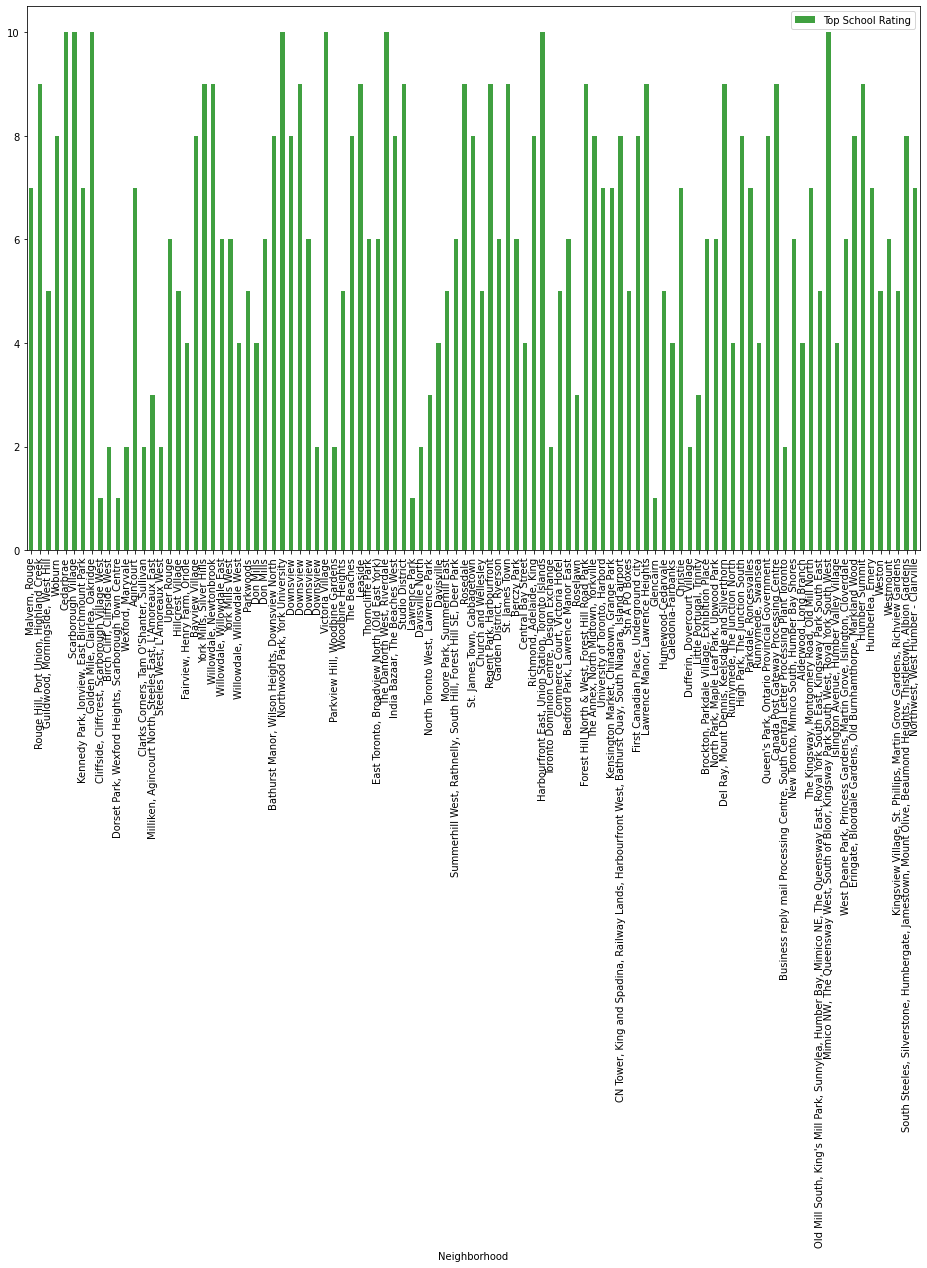 Top School Rating
10
8
6
4
2
0
Malvern, Rouge
Rouge Hill, Port Union, Highland Creek
Guildwood, Morningside, West Hill
Woburn
Cedarbrae
Scarborough Village
Kennedy Park, Ionview, East Birchmount Park
Golden Mile, Clairlea, Oakridge
Cliffside, Cliffcrest, Scarborough Village West
Birch Cliff, Cliffside West
Dorset Park, Wexford Heights, Scarborough Town Centre
Wexford, Maryvale
Agincourt
Clarks Corners, Tam O'Shanter, Sullivan
Milliken, Agincourt North, Steeles East, L'Amoreaux East
Steeles West, L'Amoreaux West
Upper Rouge
Hillcrest Village
Fairview, Henry Farm, Oriole
Bayview Village
York Mills, Silver Hills
Willowdale, Newtonbrook
Willowdale, Willowdale East
York Mills West
Willowdale, Willowdale West
Parkwoods
Don Mills
Don Mills
Bathurst Manor, Wilson Heights, Downsview North
Northwood Park, York University
Downsview
Downsview
Downsview
Downsview
Victoria Village
Parkview Hill, Woodbine Gardens
Woodbine Heights
The Beaches
Leaside
Thorncliffe Park
East Toronto, Broadview North (Old East York)
The Danforth West, Riverdale
India Bazaar, The Beaches West
Studio District
Lawrence Park
Davisville North
North Toronto West, Lawrence Park
Davisville
Moore Park, Summerhill East
Summerhill West, Rathnelly, South Hill, Forest Hill SE, Deer Park
Rosedale
St. James Town, Cabbagetown
Church and Wellesley
Regent Park, Harbourfront
Garden District, Ryerson
St. James Town
Berczy Park
Central Bay Street
Richmond, Adelaide, King
Harbourfront East, Union Station, Toronto Islands
Toronto Dominion Centre, Design Exchange
Commerce Court, Victoria Hotel
Bedford Park, Lawrence Manor East
Roselawn
Forest Hill North & West, Forest Hill Road Park
The Annex, North Midtown, Yorkville
University of Toronto, Harbord
Kensington Market, Chinatown, Grange Park
CN Tower, King and Spadina, Railway Lands, Harbourfront West, Bathurst Quay, South Niagara, Island airport
Stn A PO Boxes
First Canadian Place, Underground city
Lawrence Manor, Lawrence Heights
Glencairn
Humewood-Cedarvale
Caledonia-Fairbanks
Christie
Dufferin, Dovercourt Village
Little Portugal, Trinity
Brockton, Parkdale Village, Exhibition Place
North Park, Maple Leaf Park, Upwood Park
Del Ray, Mount Dennis, Keelsdale and Silverthorn
Runnymede, The Junction North
High Park, The Junction South
Parkdale, Roncesvalles
Runnymede, Swansea
Queen's Park, Ontario Provincial Government
Canada Post Gateway Processing Centre
Business reply mail Processing Centre, South Central Letter Processing Plant Toronto
New Toronto, Mimico South, Humber Bay Shores
Alderwood, Long Branch
The Kingsway, Montgomery Road, Old Mill North
Old Mill South, King's Mill Park, Sunnylea, Humber Bay, Mimico NE, The Queensway East, Royal York South East, Kingsway Park South East
Mimico NW, The Queensway West, South of Bloor, Kingsway Park South West, Royal York South West
Islington Avenue, Humber Valley Village
West Deane Park, Princess Gardens, Martin Grove, Islington, Cloverdale
Eringate, Bloordale Gardens, Old Burnhamthorpe, Markland Wood
Humber Summit
Humberlea, Emery
Weston
Westmount
Kingsview Village, St. Phillips, Martin Grove Gardens, Richview Gardens
South Steeles, Silverstone, Humbergate, Jamestown, Mount Olive, Beaumond Heights, Thistletown, Albion Gardens
Northwest, West Humber - Clairville
Neighborhood